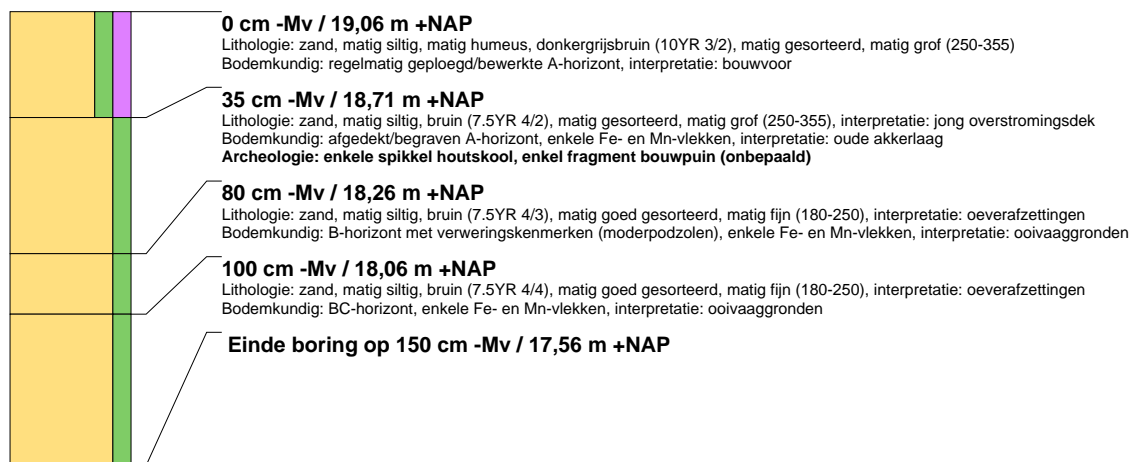 0 cm -Mv / 19,06 m +NAP
Lithologie: zand, matig siltig, matig humeus, donkergrijsbruin (10YR 3/2), matig gesorteerd, matig grof (250-355)
Bodemkundig: regelmatig geploegd/bewerkte A-horizont, interpretatie: bouwvoor
35 cm -Mv / 18,71 m +NAP
Lithologie: zand, matig siltig, bruin (7.5YR 4/2), matig gesorteerd, matig grof (250-355), interpretatie: jong overstromingsdek
Bodemkundig: afgedekt/begraven A-horizont, enkele Fe- en Mn-vlekken, interpretatie: oude akkerlaag
Archeologie: enkele spikkel houtskool, enkel fragment bouwpuin (onbepaald)
80 cm -Mv / 18,26 m +NAP
Lithologie: zand, matig siltig, bruin (7.5YR 4/3), matig goed gesorteerd, matig fijn (180-250), interpretatie: oeverafzettingen
Bodemkundig: B-horizont met verweringskenmerken (moderpodzolen), enkele Fe- en Mn-vlekken, interpretatie: ooivaaggronden
100 cm -Mv / 18,06 m +NAP
Lithologie: zand, matig siltig, bruin (7.5YR 4/4), matig goed gesorteerd, matig fijn (180-250), interpretatie: oeverafzettingen
Bodemkundig: BC-horizont, enkele Fe- en Mn-vlekken, interpretatie: ooivaaggronden
Einde boring op 150 cm -Mv / 17,56 m +NAP